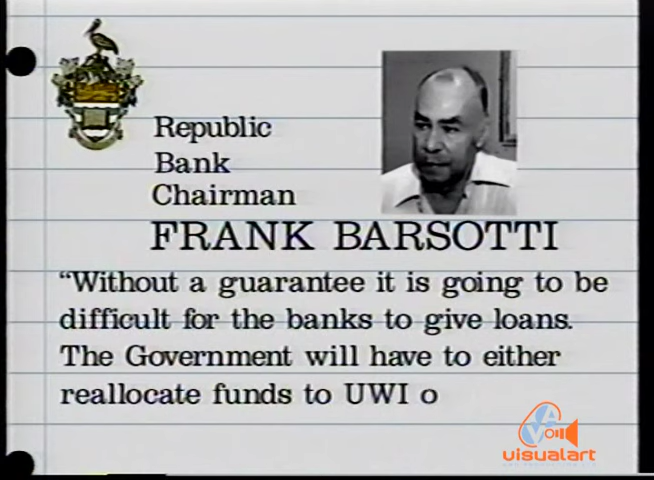 Republic
Bank
Chairman
FRANK BARSOTTI
“Without a guarantee it is going to be
difficult for the banks to give loans.
The Government will have to either
reallocate funds to UWI o
VA
visualart